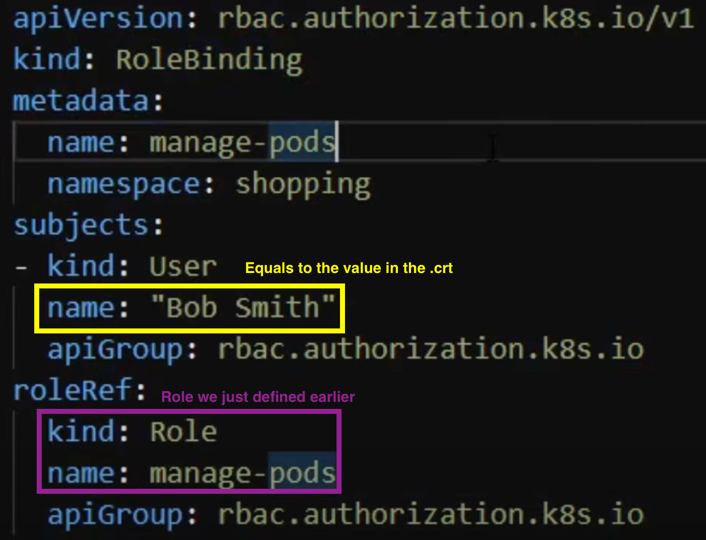 apiVersion: rbac.authorization.k8s.io/v1
kind: RoleBinding
metadata:
  name: manage-pods
  namespace: shopping
subjects:
- kind: User Equals to the value in the .crt
  name: "Bob Smith"
  apiGroup: rbac.authorization.k8s.io
roleRef: Role we just defined earlier
  kind: Role
  name: manage-pods
  apiGroup: rbac.authorization.k8s.io